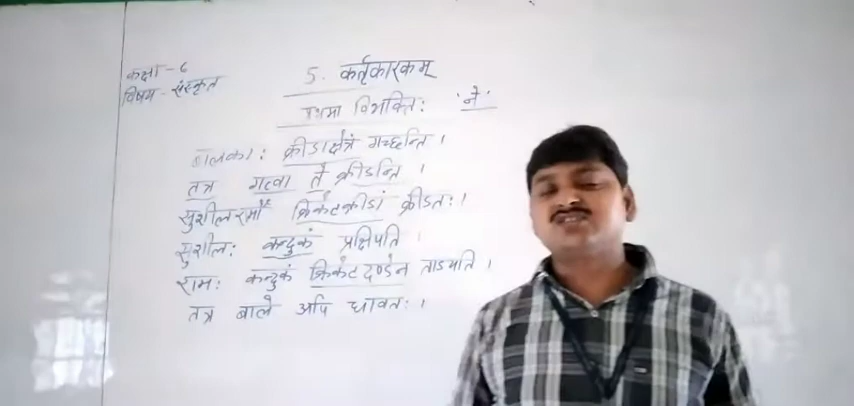 कक्षा - ६
विषय - संस्कृत
5. कर्तृकारकम्
प्रथमा विभक्तिः 'ने'
बालकाः क्रीडाक्षेत्रं गच्छन्ति ।
तत्र गत्वा ते क्रीडन्ति ।
सुशीलरामौ क्रिकेटक्रीडां क्रीडतः ।
सुशीलः कन्दुकं प्रक्षिपति ।
रामः कन्दुकं क्रिकेटदण्डेन ताडयति ।
तत्र बाले अपि धावतः ।